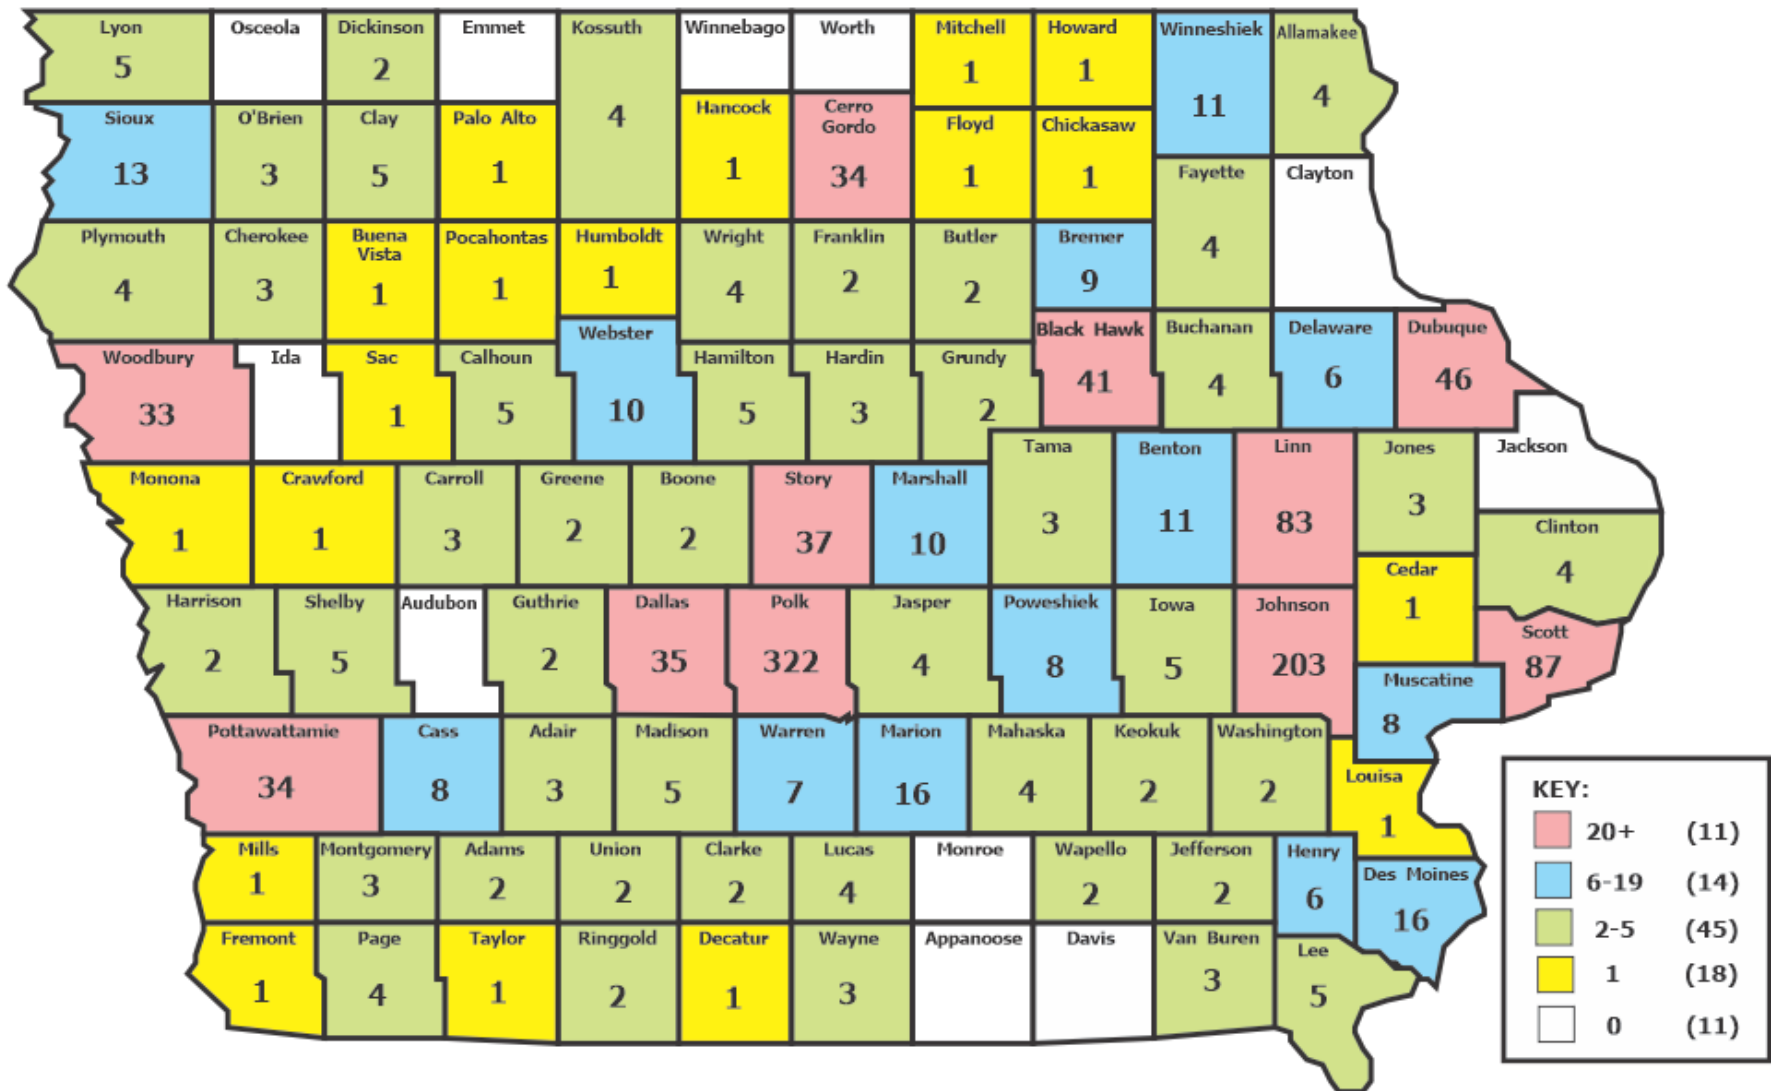 Lyon
5
Osceola
Dickinson
2
Emmet
Kossuth
4
Winnebago
Worth
Mitchell
1
Howard
1
Winneshiek
11
Allamakee
4
Sioux
13
O'Brien
3
Clay
5
Palo Alto
1
Hancock
1
Cerro
Gordo
34
Floyd
1
Chickasaw
1
Fayette
4
Clayton
Plymouth
4
Cherokee
3
Buena
Vista
1
Pocahontas
1
Humboldt
1
Wright
4
Franklin
2
Butler
2
Bremer
9
Woodbury
33
Ida
Sac
1
Calhoun
5
Webster
10
Hamilton
5
Hardin
3
Grundy
2
Black Hawk
41
Buchanan
4
Delaware
6
Dubuque
46
Monona
1
Crawford
1
Carroll
3
Greene
2
Boone
2
Story
37
Marshall
10
Tama
3
Benton
11
Linn
83
Jones
3
Jackson
Clinton
4
Cedar
1
Harrison
2
Shelby
5
Audubon
Guthrie
2
Dallas
35
Polk
322
Jasper
4
Poweshiek
8
Iowa
5
Johnson
203
Scott
87
Muscatine
8
Pottawattamie
34
Cass
8
Adair
3
Madison
5
Warren
7
Marion
16
Mahaska
4
Keokuk
2
Washington
2
Louisa
1
Mills
1
Montgomery
3
Adams
2
Union
2
Clarke
2
Lucas
4
Monroe
Wapello
2
Jefferson
2
Henry
6
Des Moines
16
Fremont
1
Page
4
Taylor
1
Ringgold
2
Decatur
1
Wayne
3
Appanoose
Davis
Van Buren
3
Lee
5
KEY:
20+ (11)
6-19 (14)
2-5 (45)
1 (18)
0 (11)